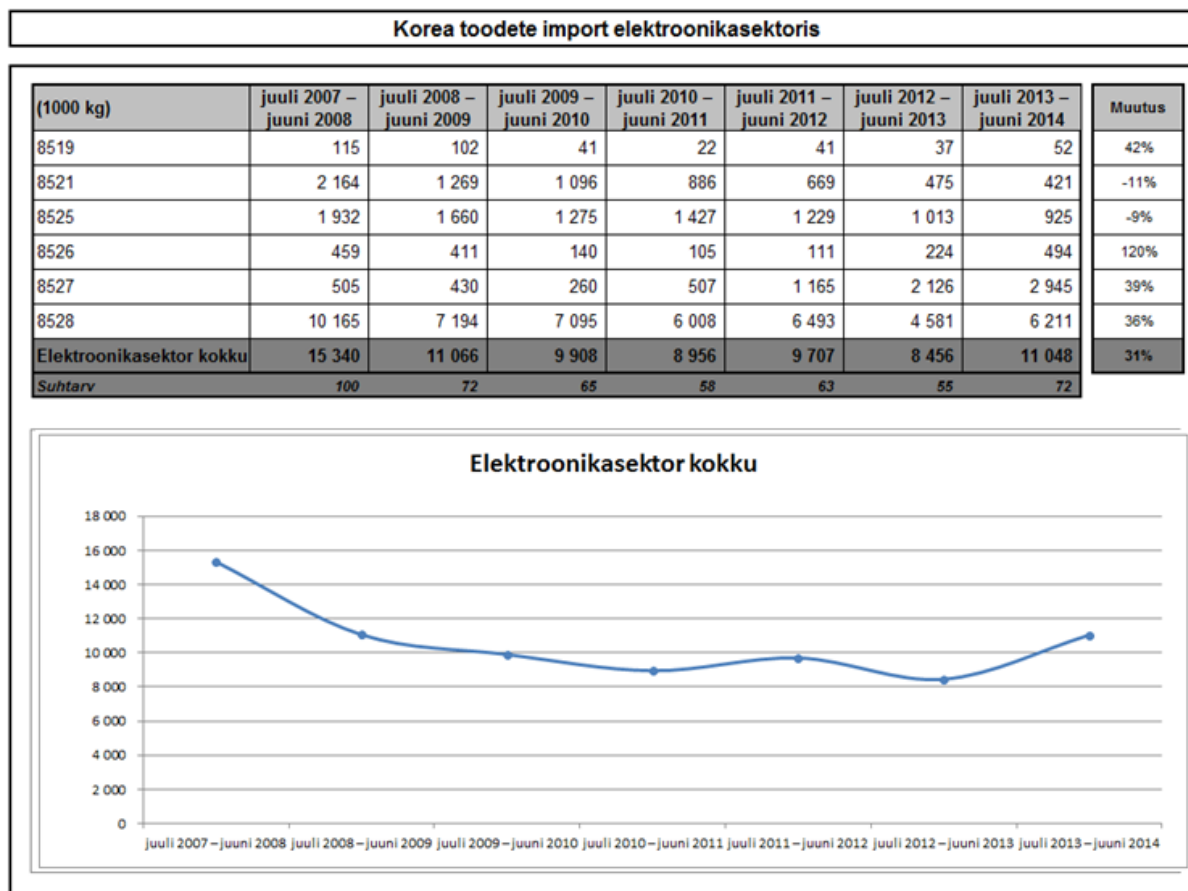 Korea toodete import elektroonikasektoris
(1000 kg) juuli 2007 – juuni 2008 juuli 2008 – juuni 2009 juuli 2009 – juuni 2010 juuli 2010 – juuni 2011 juuli 2011 – juuni 2012 juuli 2012 – juuni 2013 juuli 2013 – juuni 2014 Muutus
8519 115 102 41 22 41 37 52 42%
8521 2 164 1 269 1 096 886 669 475 421 -11%
8525 1 932 1 660 1 275 1 427 1 229 1 013 925 -9%
8526 459 411 140 105 111 224 494 120%
8527 505 430 260 507 1 165 2 126 2 945 39%
8528 10 165 7 194 7 095 6 008 6 493 4 581 6 211 36%
Elektroonikasektor kokku 15 340 11 066 9 908 8 956 9 707 8 456 11 048 31%
Suhtarv 100 72 65 58 63 55 72
Elektroonikasektor kokku
18 000
16 000
14 000
12 000
10 000
8 000
6 000
4 000
2 000
0
juuli 2007 – juuni 2008 juuli 2008 – juuni 2009 juuli 2009 – juuni 2010 juuli 2010 – juuni 2011 juuli 2011 – juuni 2012 juuli 2012 – juuni 2013 juuli 2013 – juuni 2014